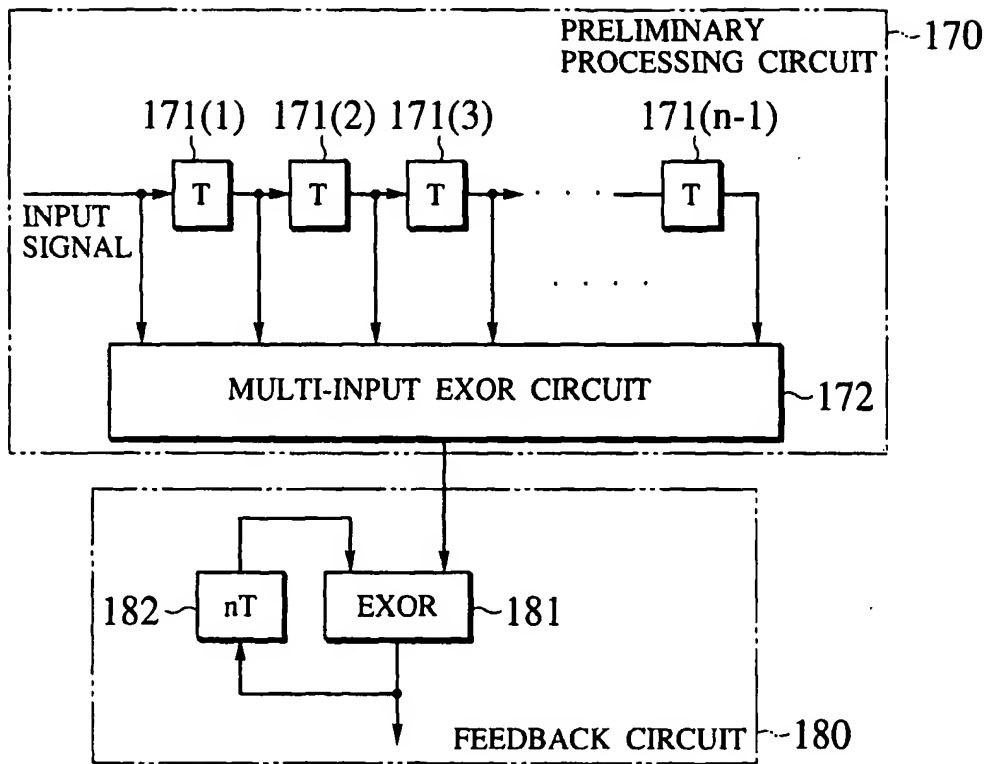 PRELIMINARY
PROCESSING CIRCUIT
170
171(1) 171(2) 171(3) 171(n-1)
T T T T
INPUT
SIGNAL
MULTI-INPUT EXOR CIRCUIT
172
182 nT EXOR 181
FEEDBACK CIRCUIT 180